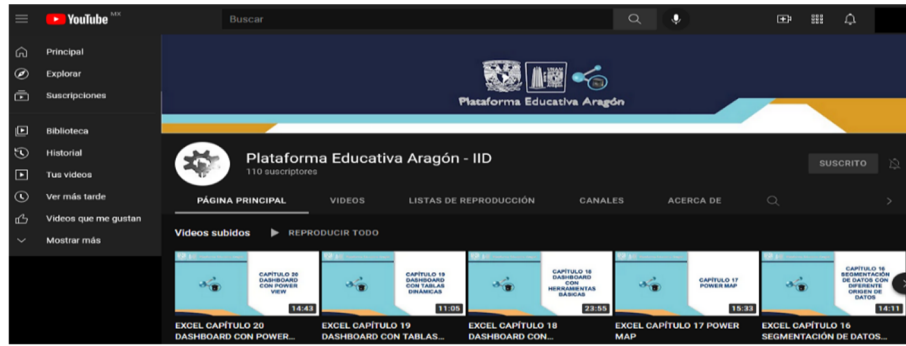 YouTube MX
Buscar
Principal
Explorar
Suscripciones
Biblioteca
Historial
Tus videos
Ver más tarde
Videos que me gustan
Mostrar más
Plataforma Educativa Aragón
Plataforma Educativa Aragón - IID
110 suscriptores
SUSCRITO
PÁGINA PRINCIPAL VIDEOS LISTAS DE REPRODUCCIÓN CANALES ACERCA DE
Videos subidos REPRODUCIR TODO
CAPÍTULO 20
DASHBOARD
CON POWER
VIEW
14:43
EXCEL CAPÍTULO 20
DASHBOARD CON POWER...
CAPÍTULO 19
DASHBOARD
CON TABLAS
DINÁMICAS
11:05
EXCEL CAPÍTULO 19
DASHBOARD CON TABLAS...
CAPÍTULO 18
DASHBOARD
CON
HERRAMIENTAS
BÁSICAS
23:55
EXCEL CAPÍTULO 18
DASHBOARD CON...
CAPÍTULO 17
POWER MAP
15:33
EXCEL CAPÍTULO 17 POWER
MAP
CAPÍTULO 16
SEGMENTACIÓN
DE DATOS CON
DIFERENTE
ORIGEN DE
DATOS
14:11
EXCEL CAPÍTULO 16
SEGMENTACIÓN DE DATOS...